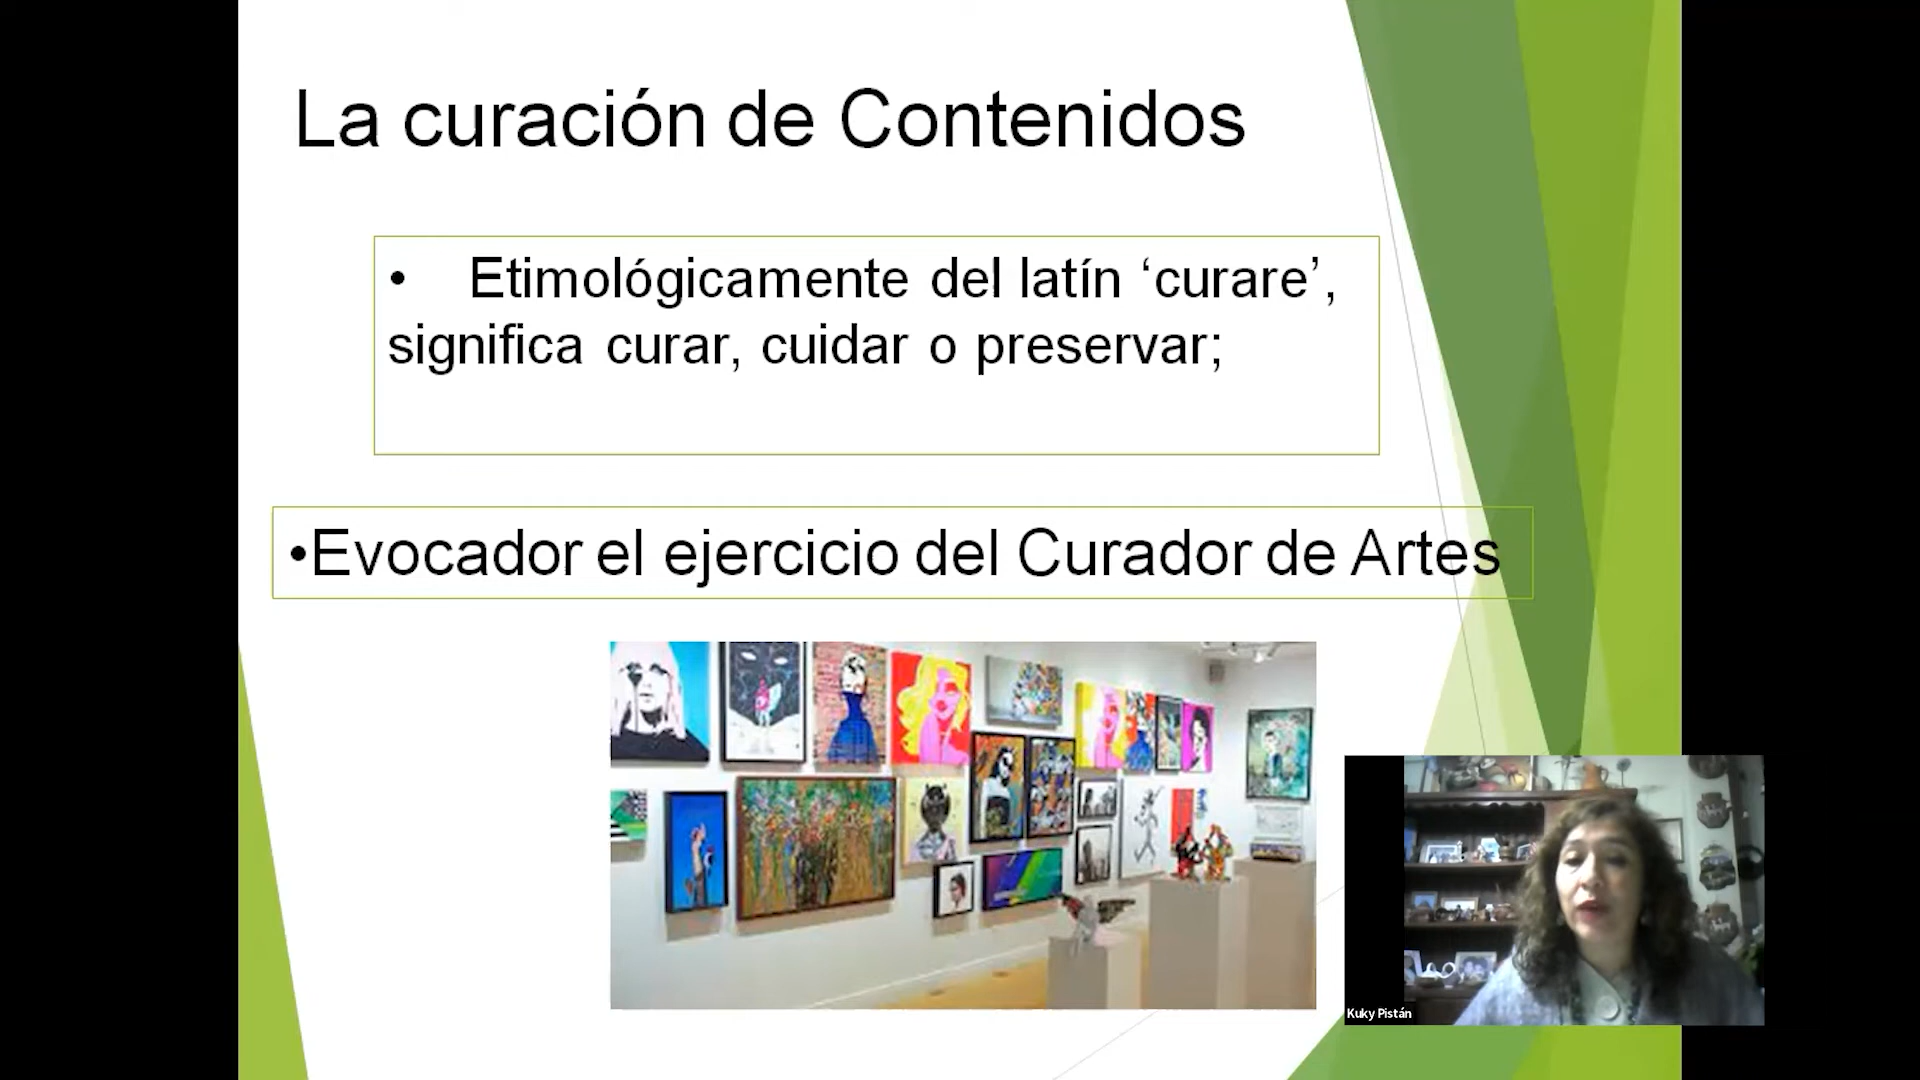 La curación de Contenidos
• Etimológicamente del latín ‘curare’,
significa curar, cuidar o preservar;
•Evocador el ejercicio del Curador de Artes
Kuky Pistán